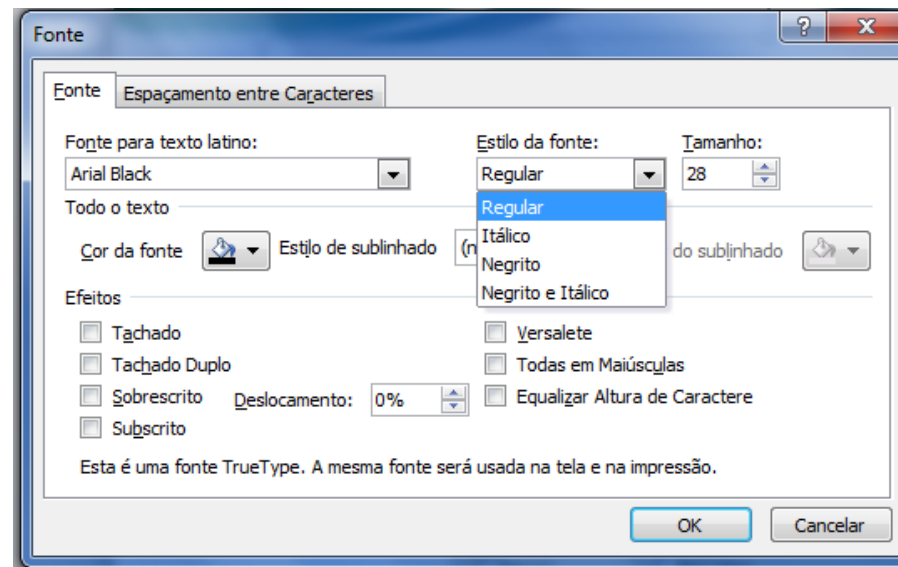 Fonte
Fonte Espaçamento entre Caracteres
Fonte para texto latino: Estilo da fonte: Tamanho:
Arial Black Regular 28
Todo o texto Regular
Itálico
Cor da fonte Estilo de sublinhado (n do sublinhado
Negrito
Negrito e Itálico
Efeitos
Tachado Versalete
Tachado Duplo Todas em Maiúsculas
Sobrescrito Deslocamento: 0% Equalizar Altura de Caractere
Subscrito
Esta é uma fonte TrueType. A mesma fonte será usada na tela e na impressão.
OK Cancelar